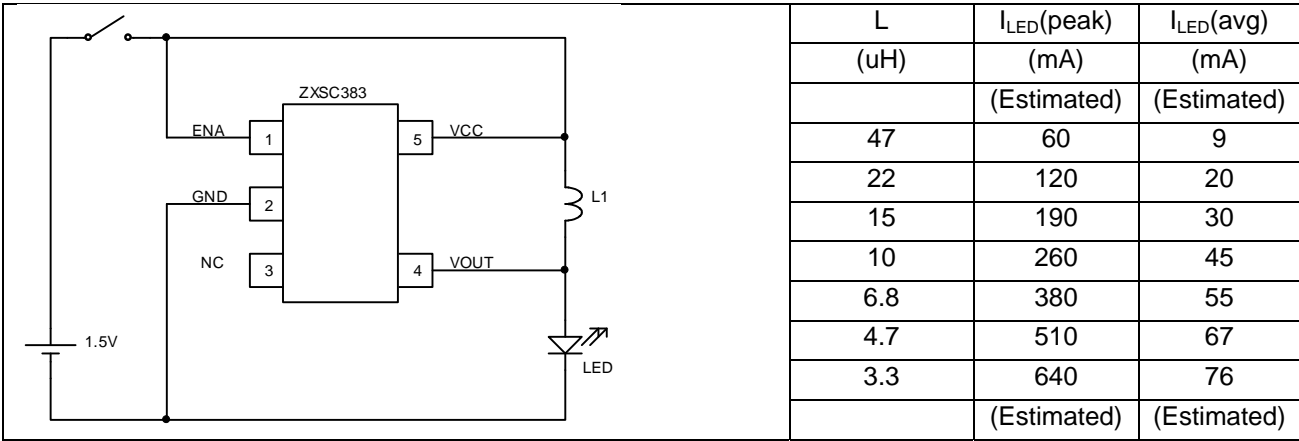 ZXSC383
ENA 1 5 VCC
GND 2 L1
NC 3 4 VOUT
1.5V
LED
L I_LED(peak) I_LED(avg)
(uH) (mA) (mA)
(Estimated) (Estimated)
47 60 9
22 120 20
15 190 30
10 260 45
6.8 380 55
4.7 510 67
3.3 640 76
(Estimated) (Estimated)